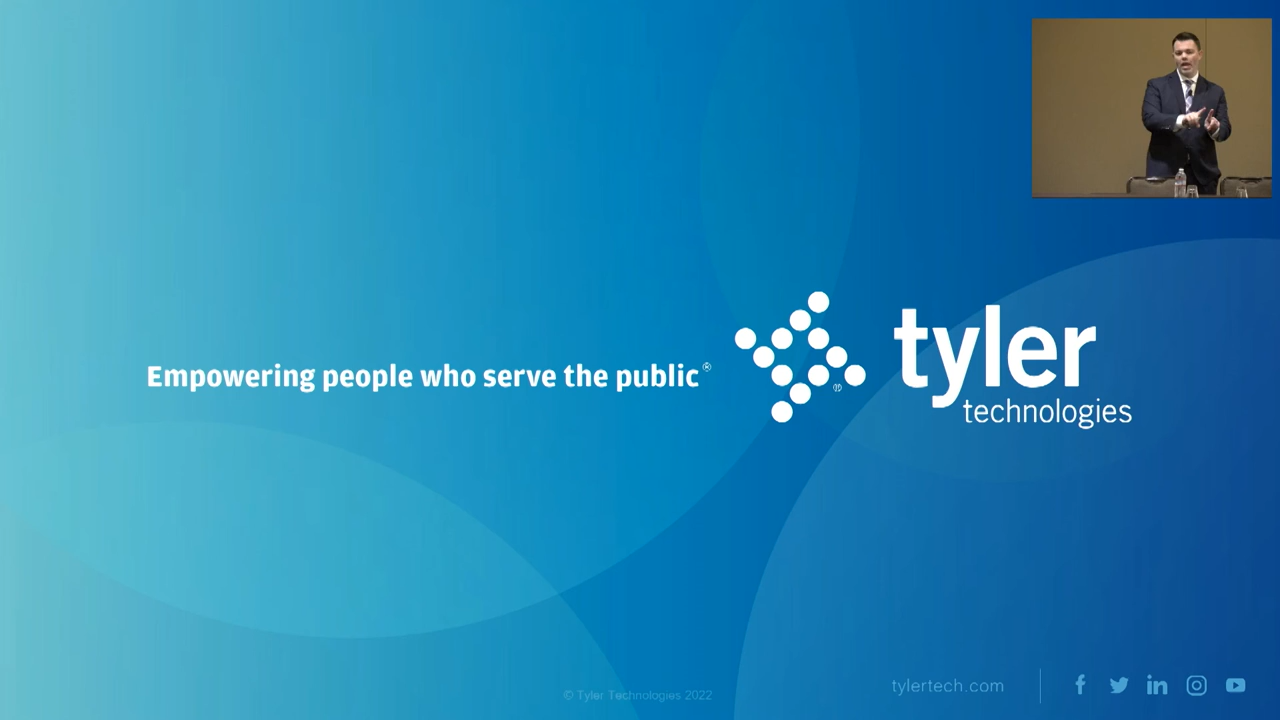 Empowering people who serve the public®
tyler
technologies
®
© Tyler Technologies 2022
tylertech.com